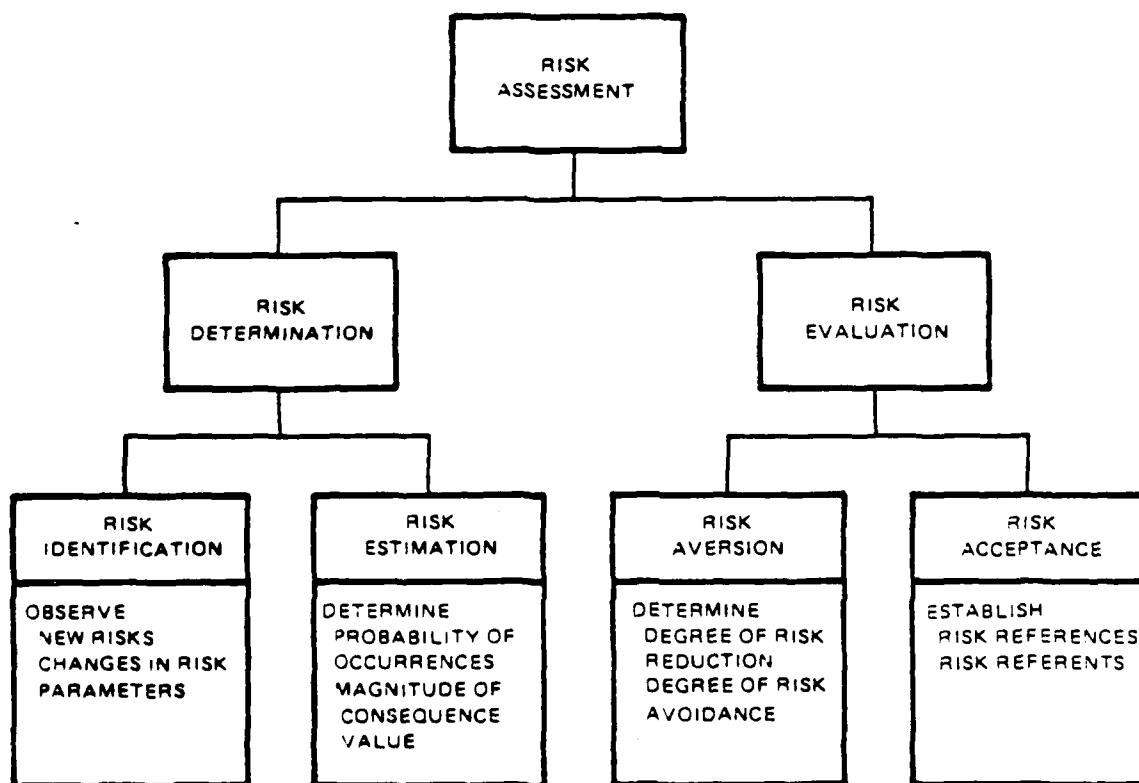 RISK
ASSESSMENT
RISK
DETERMINATION
RISK
EVALUATION
RISK
IDENTIFICATION
OBSERVE
NEW RISKS
CHANGES IN RISK
PARAMETERS
RISK
ESTIMATION
DETERMINE
PROBABILITY OF
OCCURRENCES
MAGNITUDE OF
CONSEQUENCE
VALUE
RISK
AVERSION
DETERMINE
DEGREE OF RISK
REDUCTION
DEGREE OF RISK
AVOIDANCE
RISK
ACCEPTANCE
ESTABLISH
RISK REFERENCES
RISK REFERENTS